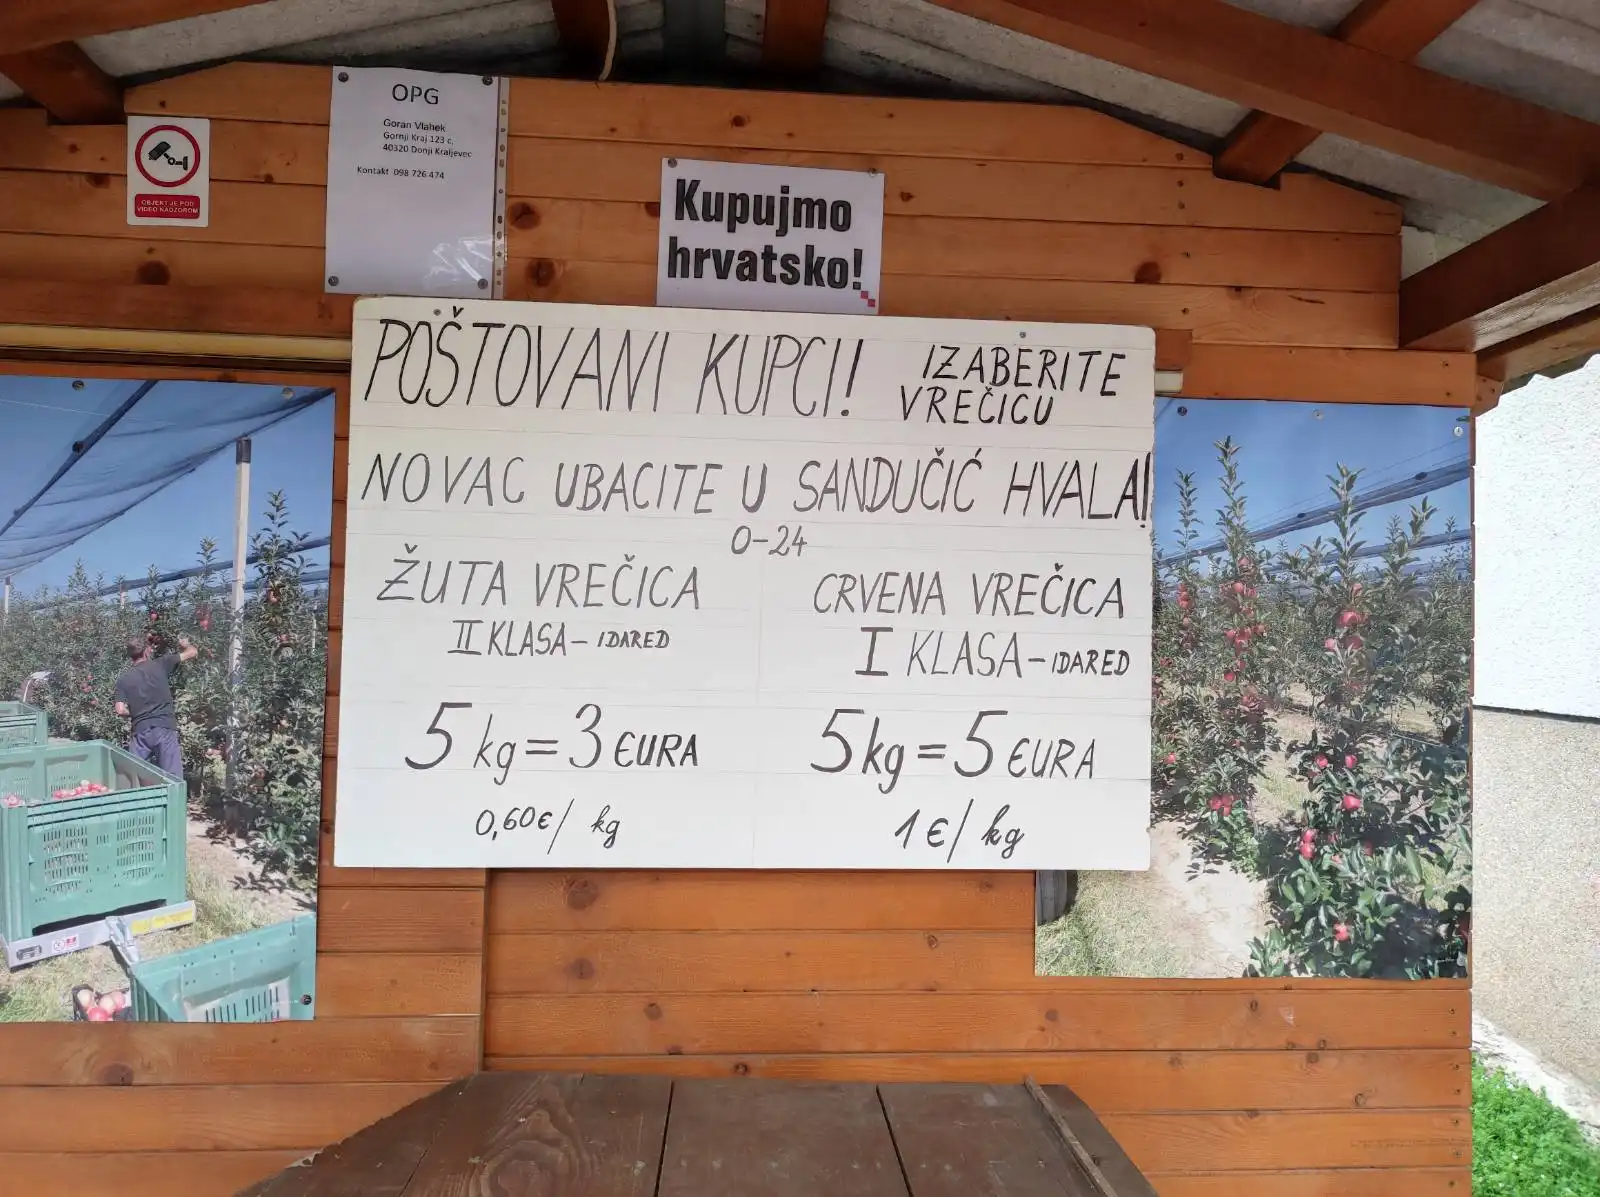 OBJEKT JE POD
VIDEO NADZOROM
OPG
Goran Vlahek
Gornji Kraj 123 c,
40320 Donji Kraljevec
Kontakt 098 726 474
Kupujmo
hrvatsko!
POŠTOVANI KUPCI! IZABERITE
VREČICU
NOVAC UBACITE U SANDUČIĆ HVALA!
0-24
ŽUTA VREČICA
II KLASA - IDARED
5 kg = 3 EURA
0,60€/ kg
CRVENA VREČICA
I KLASA - IDARED
5kg = 5 EURA
1€/ kg